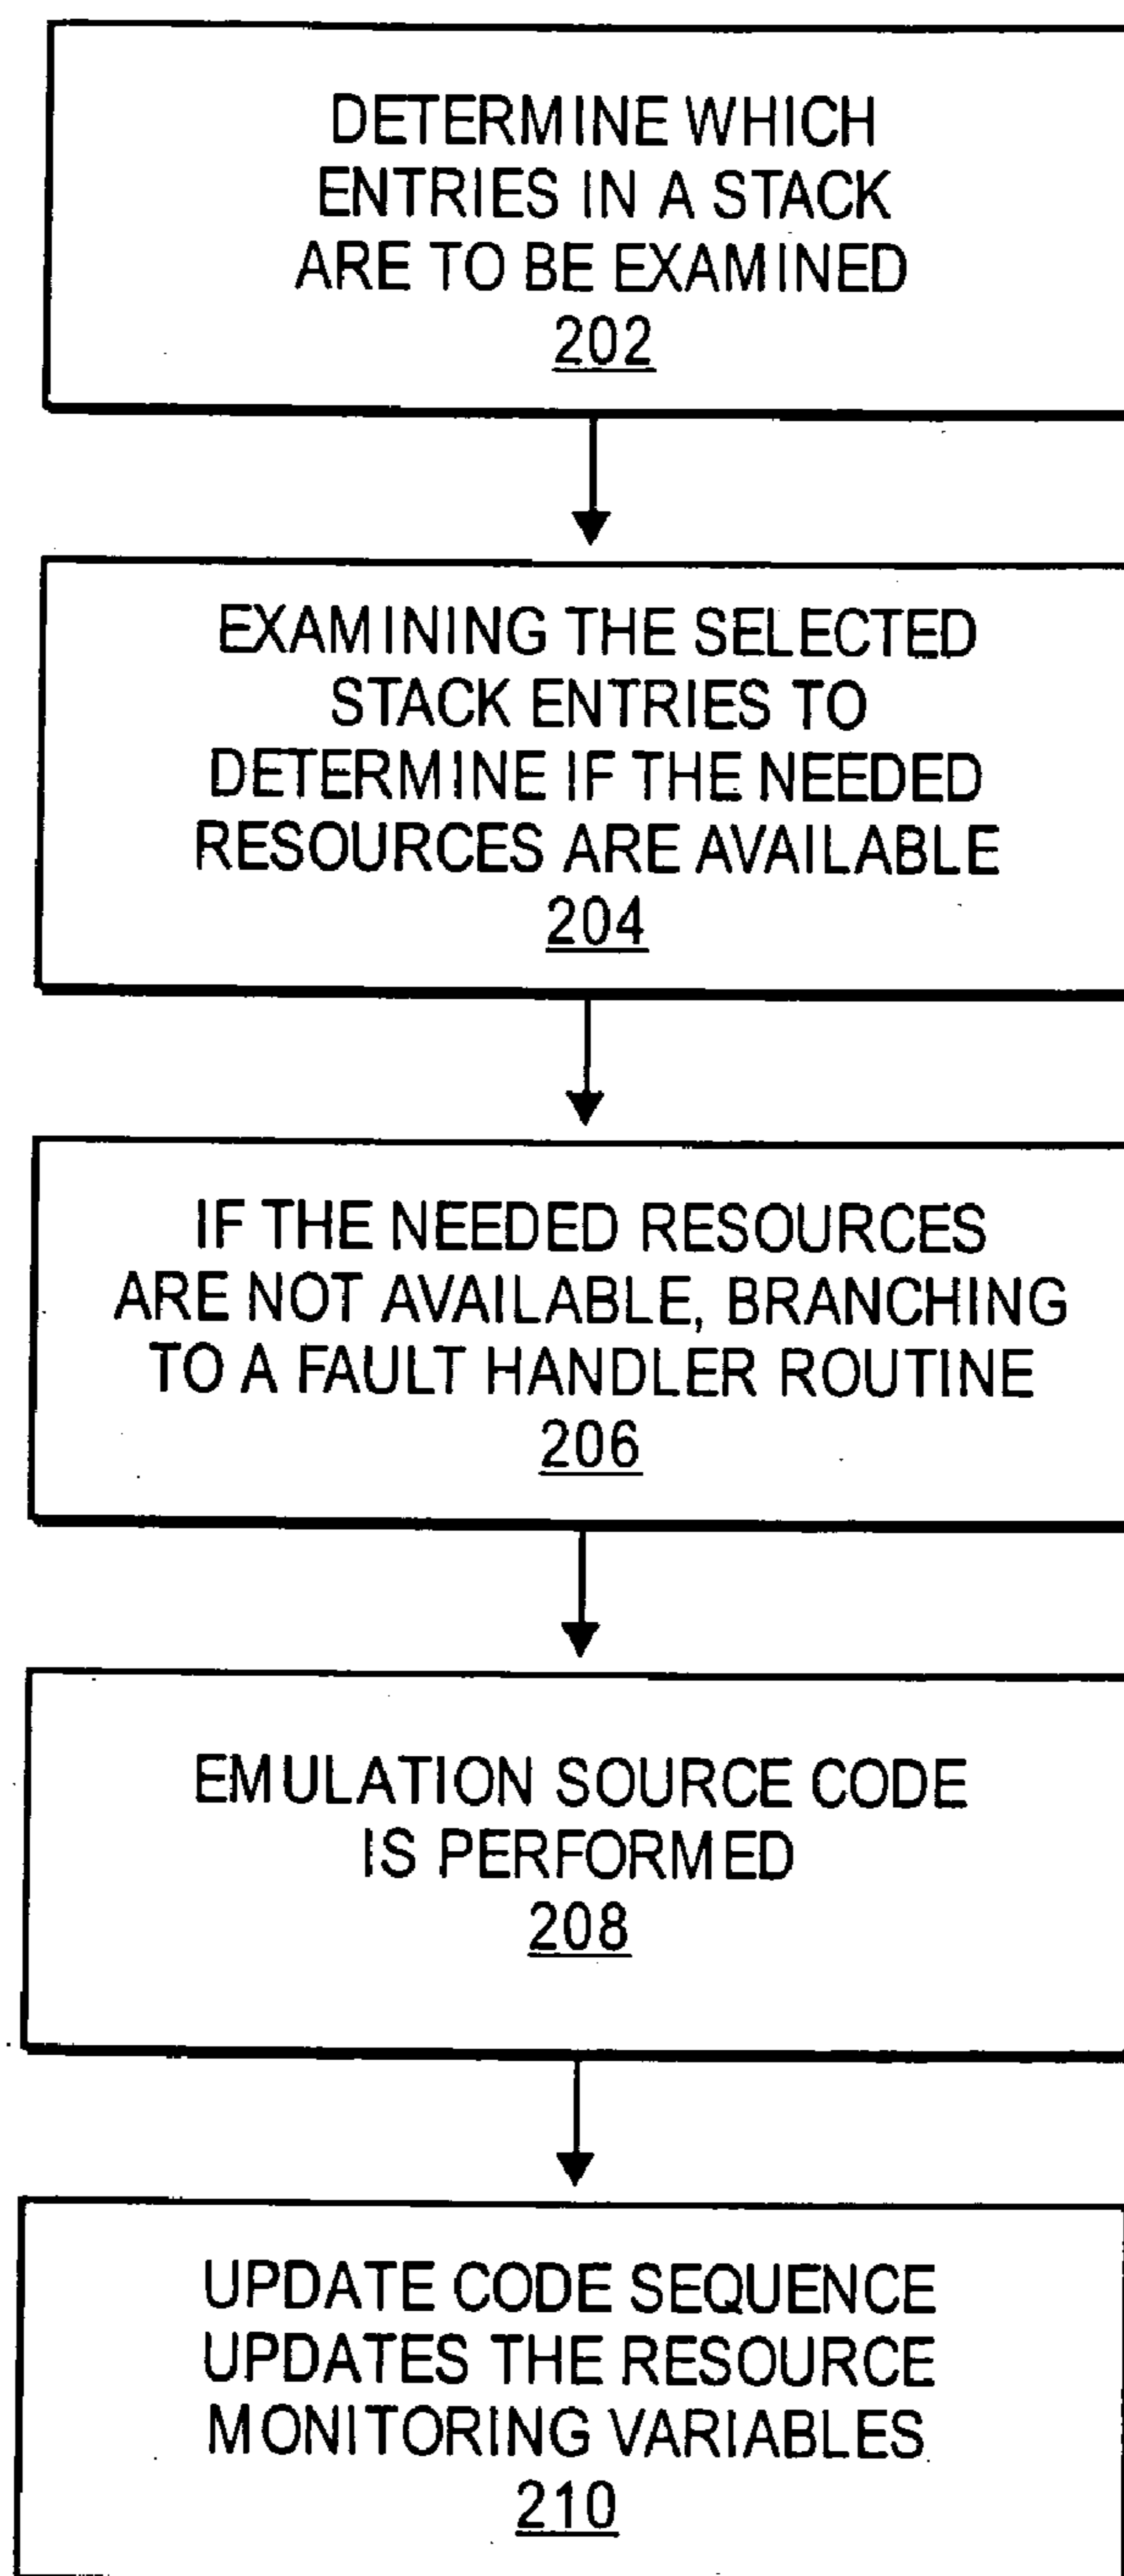 DETERMINE WHICH
ENTRIES IN A STACK
ARE TO BE EXAMINED
202
EXAMINING THE SELECTED
STACK ENTRIES TO
DETERMINE IF THE NEEDED
RESOURCES ARE AVAILABLE
204
IF THE NEEDED RESOURCES
ARE NOT AVAILABLE, BRANCHING
TO A FAULT HANDLER ROUTINE
206
EMULATION SOURCE CODE
IS PERFORMED
208
UPDATE CODE SEQUENCE
UPDATES THE RESOURCE
MONITORING VARIABLES
210